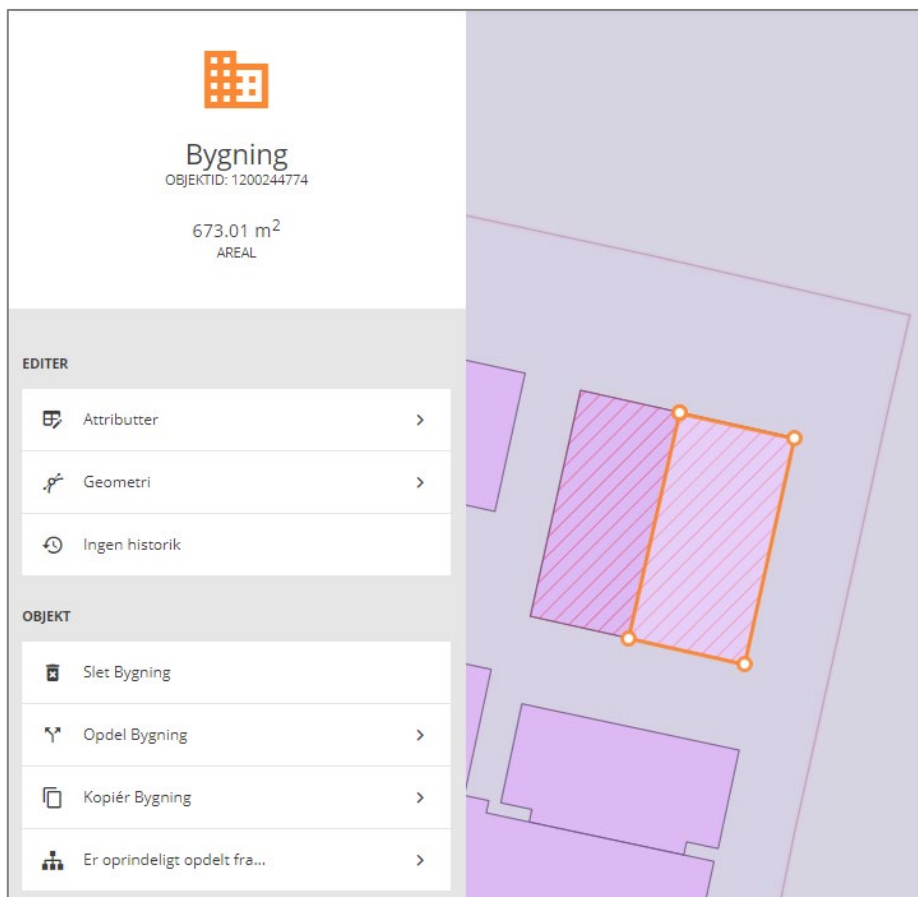 Bygning
OBJEKTID: 1200244774
673.01 m²
AREAL
EDITER
Attributter
Geometri
Ingen historik
OBJEKT
Slet Bygning
Opdel Bygning
Kopiér Bygning
Er oprindeligt opdelt fra...